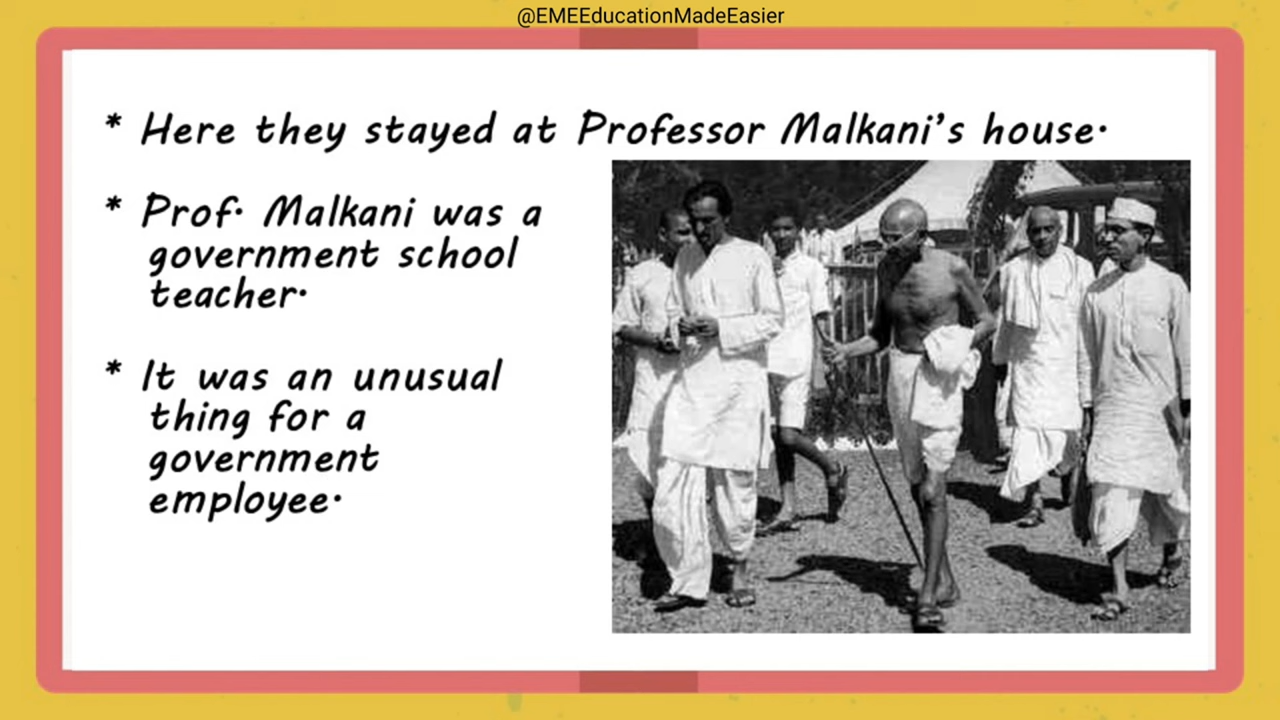 @EMEEducationMadeEasier
* Here they stayed at Professor Malkani's house.
* Prof. Malkani was a
government school
teacher.
* It was an unusual
thing for a
government
employee.